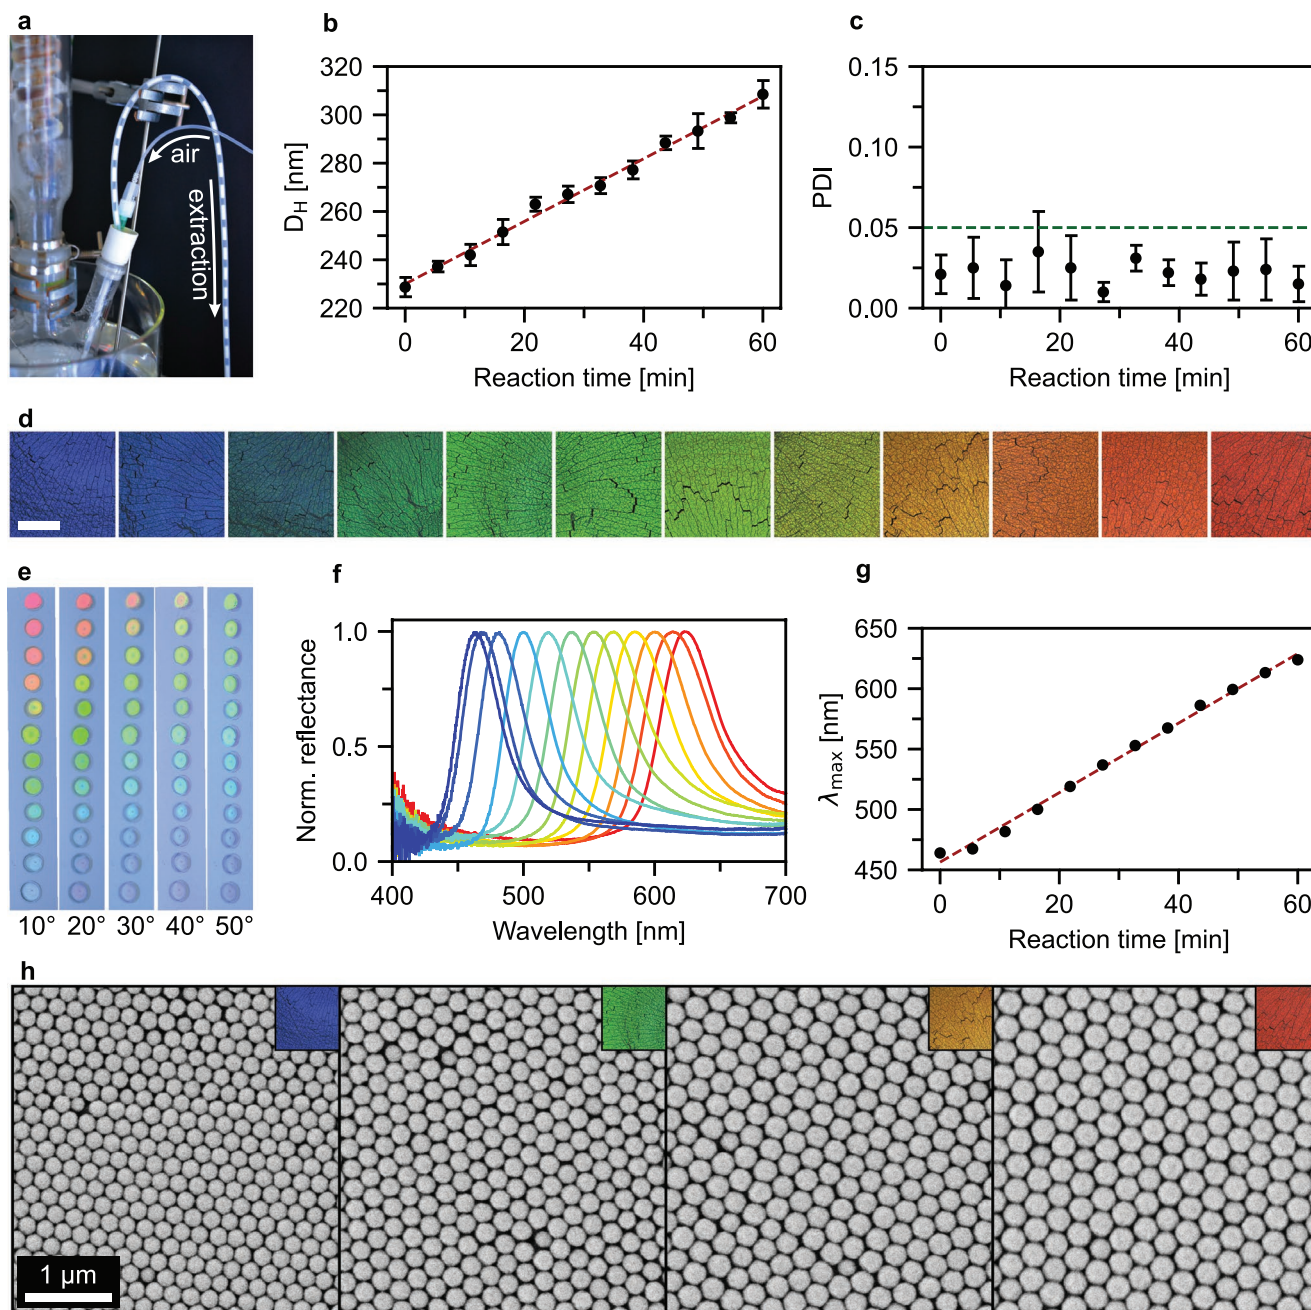 a
air
extraction
b
320
300
280
260
240
220
D_H [nm]
0 20 40 60
Reaction time [min]
c
0.15
0.10
0.05
0.00
PDI
0 20 40 60
Reaction time [min]
d
e
10° 20° 30° 40° 50°
f
1.0
0.5
0.0
Norm. reflectance
400 500 600 700
Wavelength [nm]
g
650
600
550
500
450
λ_max [nm]
0 20 40 60
Reaction time [min]
h
1 µm